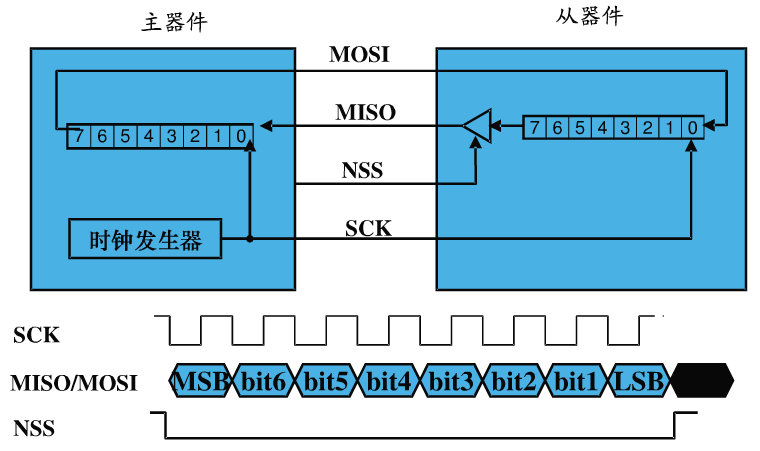 主器件 从器件
MOSI
MISO
7 6 5 4 3 2 1 0 7 6 5 4 3 2 1 0
NSS
时钟发生器 SCK
SCK
MISO/MOSI MSB bit6 bit5 bit4 bit3 bit2 bit1 LSB
NSS